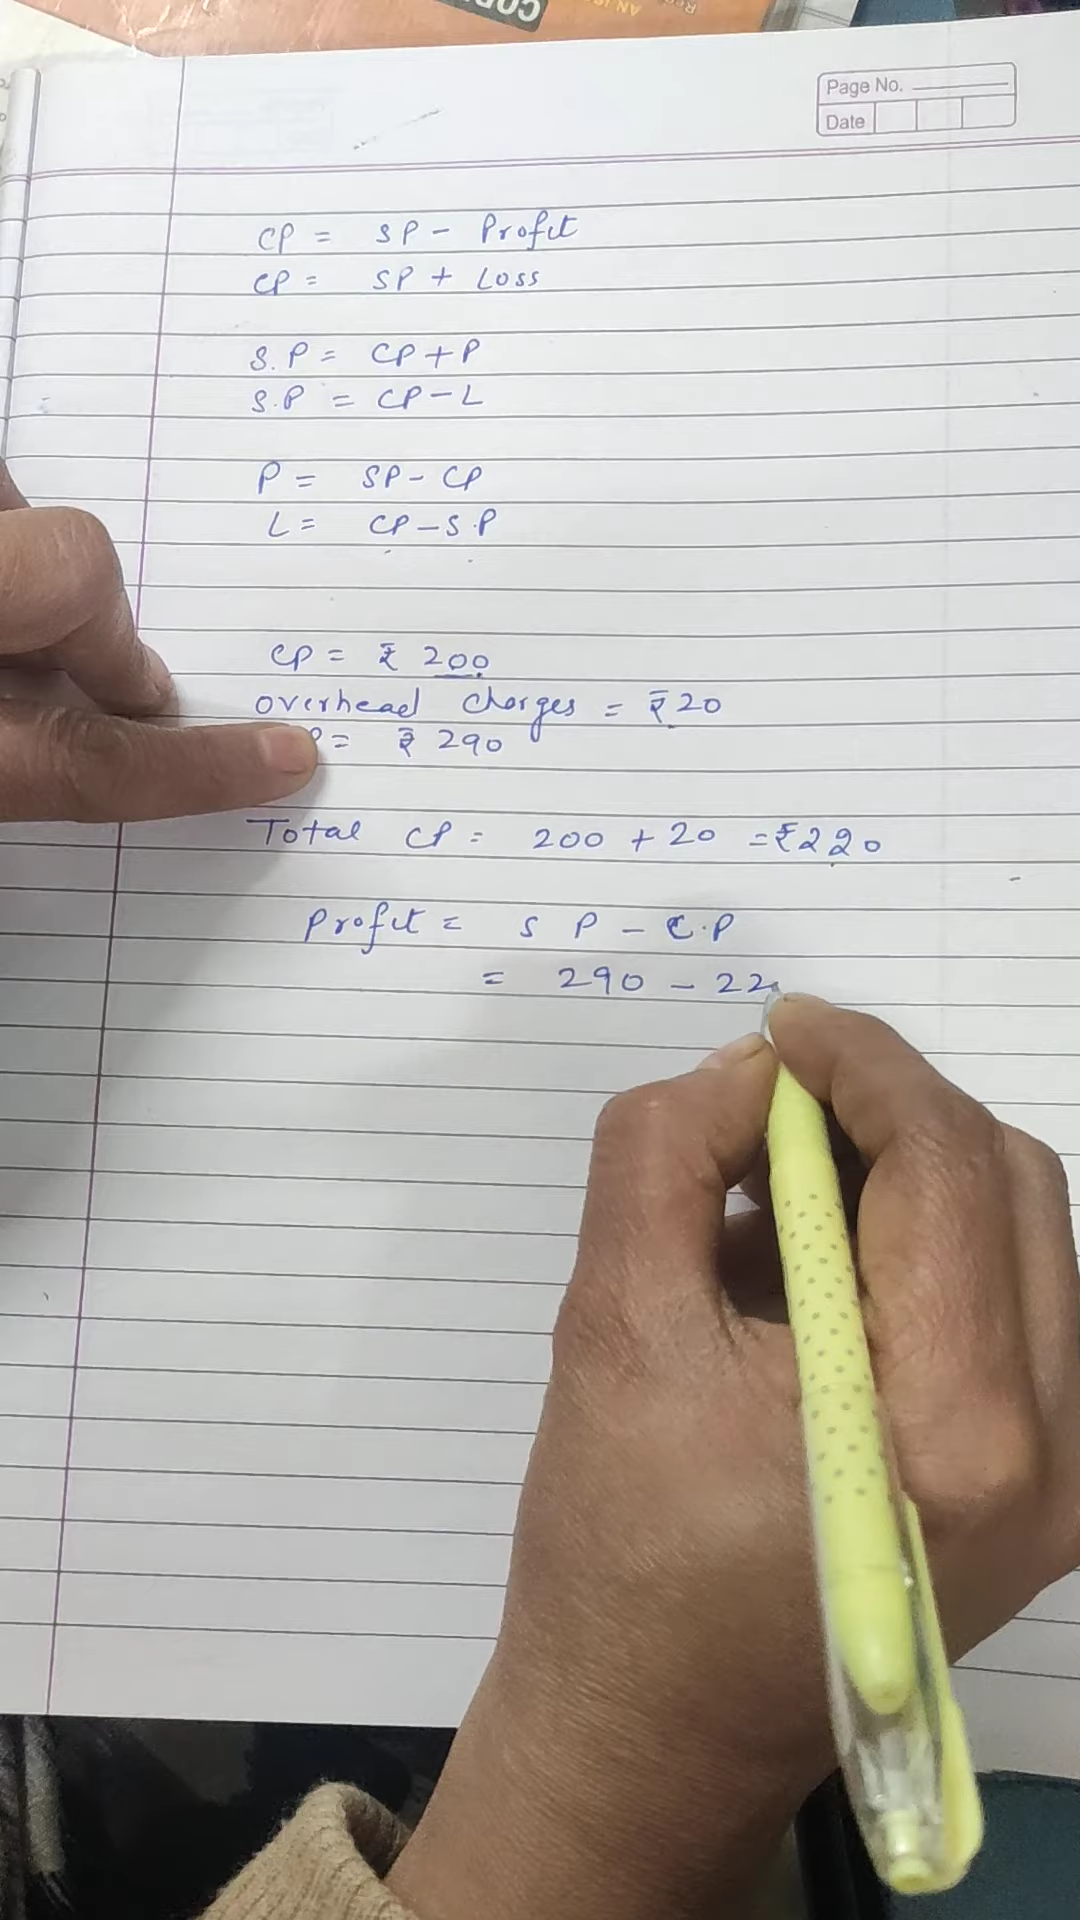 Page No.
Date
CP = SP - Profit
CP = SP + Loss
S.P = CP + P
S.P = CP - L
P = SP - CP
L = CP - S.P
CP = ₹ 200
overhead charges = ₹ 20
P = ₹ 290
Total CP = 200 + 20 = ₹ 220
Profit = S P - C.P
= 290 - 22